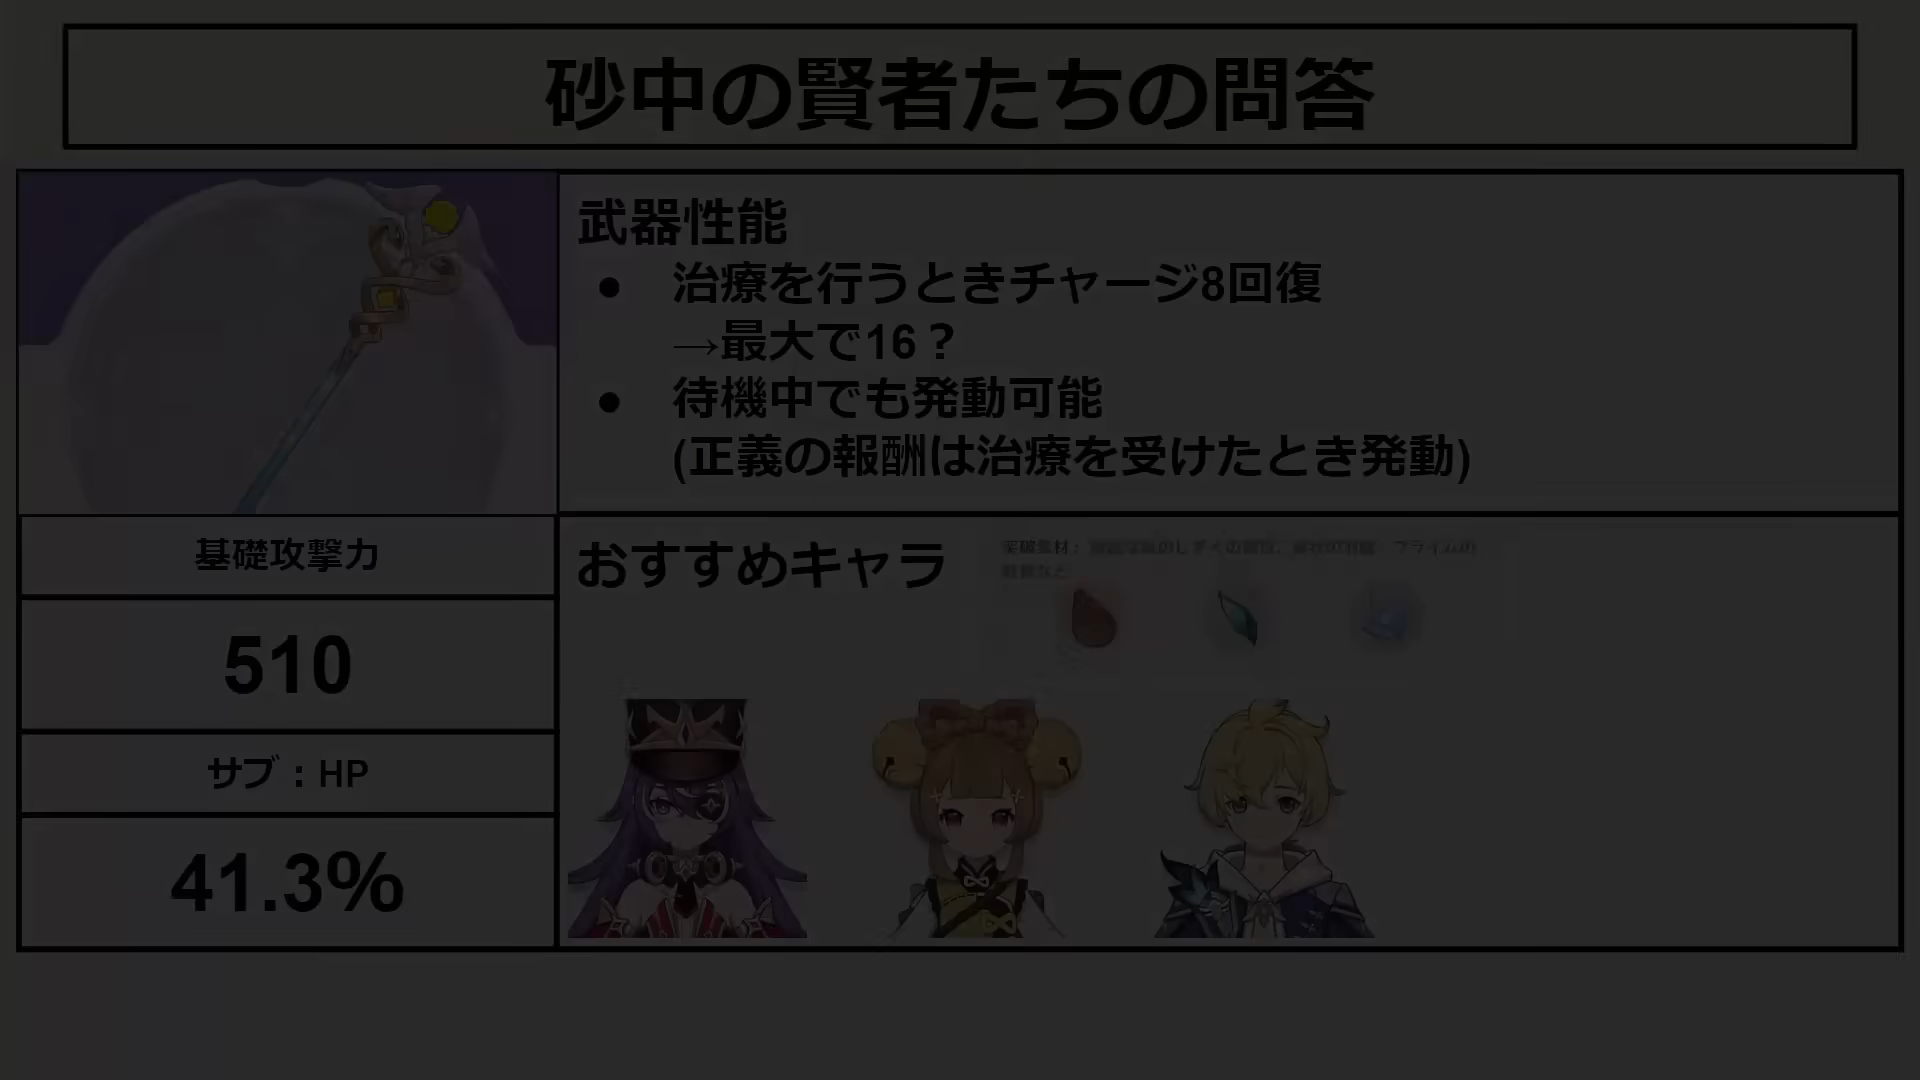 砂中の賢者たちの問答
武器性能
● 治療を行うときチャージ8回復
→最大で16？
● 待機中でも発動可能
(正義の報酬は治療を受けたとき発動)
基礎攻撃力
510
サブ：HP
41.3%
おすすめキャラ
突破素材：